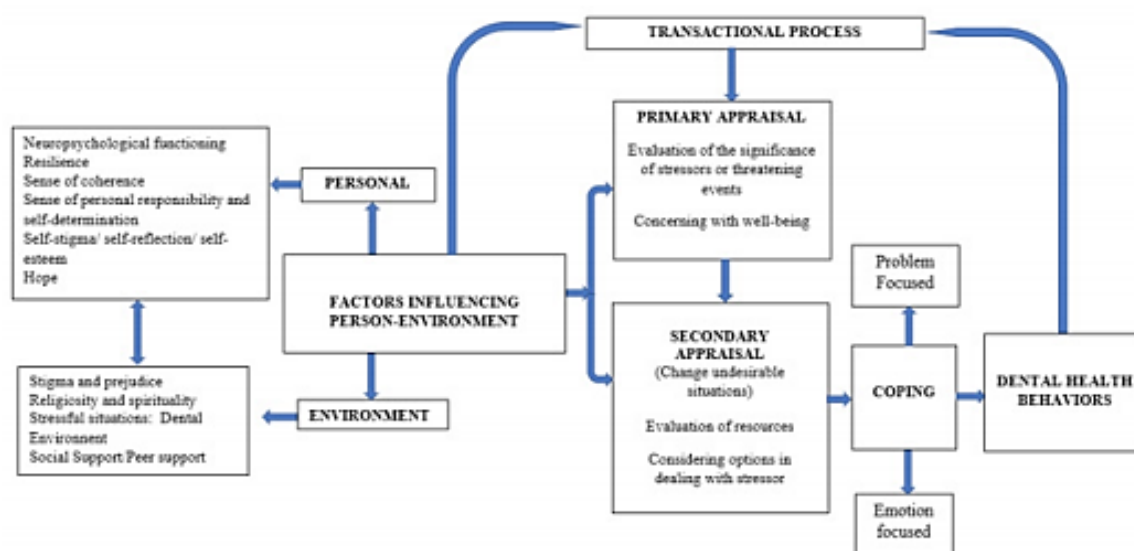 TRANSACTIONAL PROCESS
PRIMARY APPRAISAL
Evaluation of the significance
of stressors or threatening
events
Concerning with well-being
Neuropsychological functioning
Resilience
Sense of coherence
Sense of personal responsibility and
self-determination
Self-stigma/ self-reflection/ self-
esteem
Hope
PERSONAL
FACTORS INFLUENCING
PERSON-ENVIRONMENT
ENVIRONMENT
Stigma and prejudice
Religiosity and spirituality
Stressful situations: Dental
Environment
Social Support Peer support
SECONDARY
APPRAISAL
(Change undesirable
situations)
Evaluation of resources
Considering options in
dealing with stressor
Problem
Focused
COPING
Emotion
focused
DENTAL HEALTH
BEHAVIORS